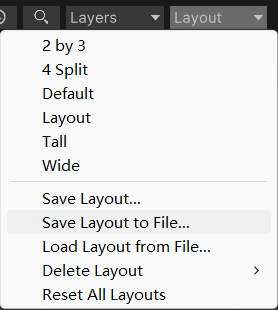 Layers Layout
2 by 3
4 Split
Default
Layout
Tall
Wide
Save Layout...
Save Layout to File...
Load Layout from File...
Delete Layout
Reset All Layouts